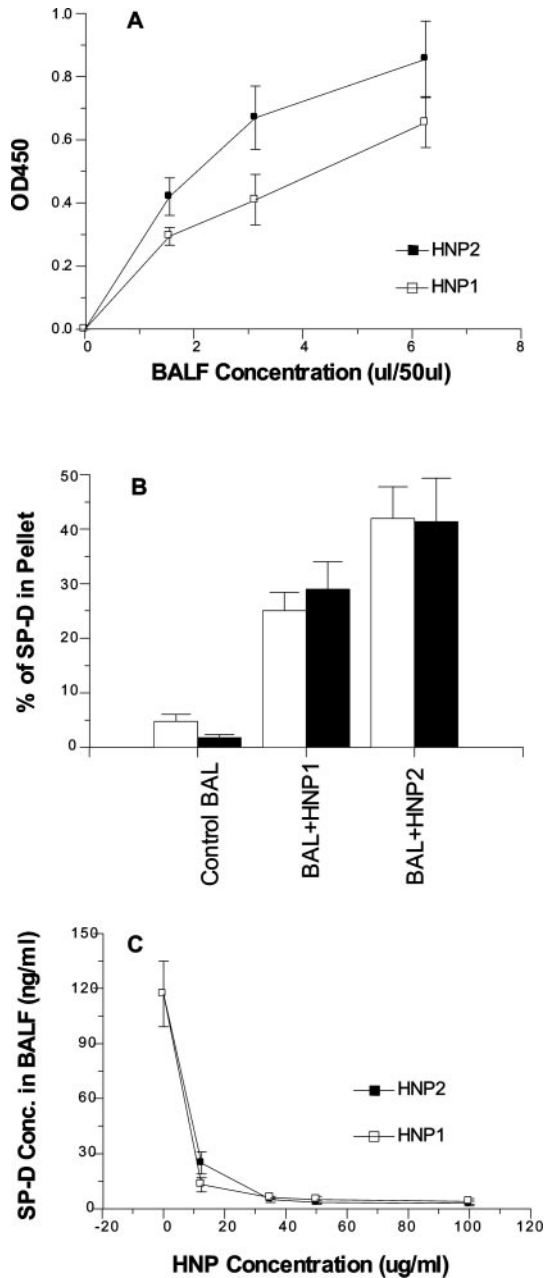 A
1.0
0.8
0.6
0.4
0.2
0.0
OD450
HNP2
HNP1
0 2 4 6 8
BALF Concentration (ul/50ul)
B
50
40
30
20
10
0
% of SP-D in Pellet
Control BAL
BAL+HNP1
BAL+HNP2
C
150
120
90
60
30
0
SP-D Conc. in BALF (ng/ml)
HNP2
HNP1
-20 0 20 40 60 80 100 120
HNP Concentration (ug/ml)